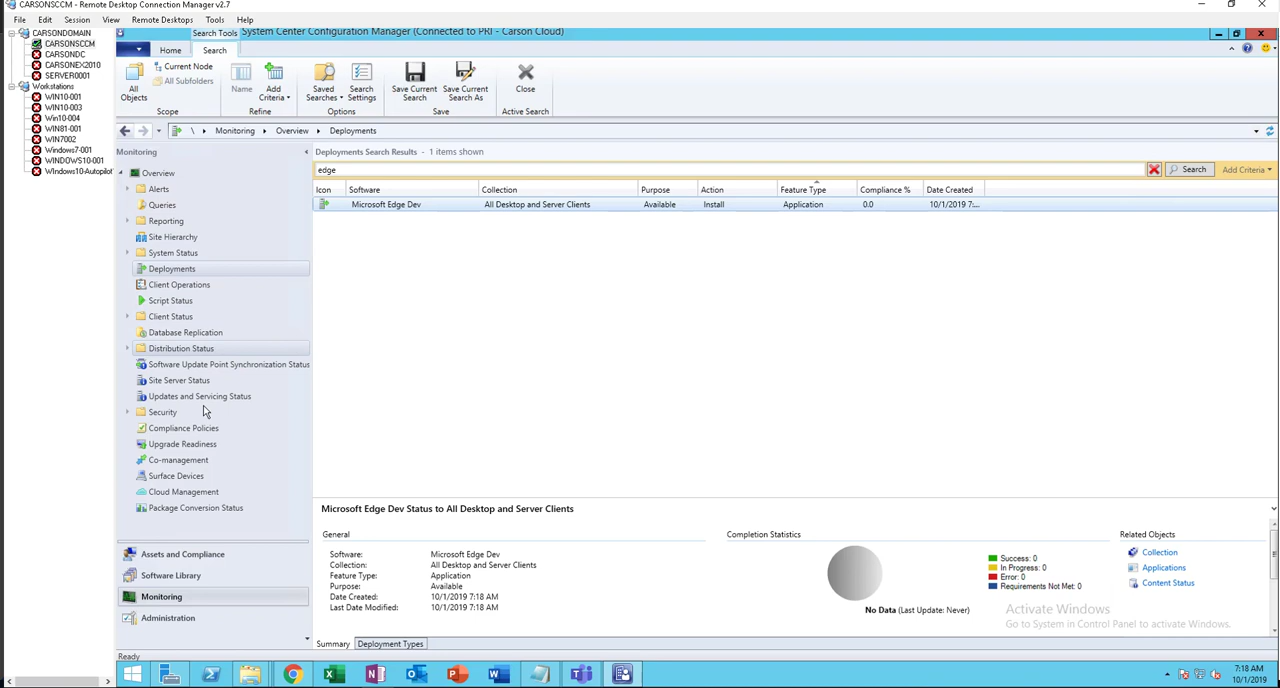 CARSONSCCM - Remote Desktop Connection Manager v2.7
File Edit Session View Remote Desktops Tools Help
CARSONDOMAIN
CARSONSCCM
CARSONDC
CARSONEX2010
SERVER0001
Workstations
WIN10-001
WIN10-003
Win10-004
WIN81-001
WIN7002
Windows7-001
WINDOWS10-001
WIndows10-Autopilot
Search Tools System Center Configuration Manager (Connected to PRI - Carson Cloud)
Home Search
All Objects
Current Node
All Subfolders
Scope
Name
Add Criteria
Refine
Saved Searches
Search Settings
Options
Save Current Search
Save Current Search As
Save
Close
Active Search
\ Monitoring Overview Deployments
Monitoring
Overview
Alerts
Queries
Reporting
Site Hierarchy
System Status
Deployments
Client Operations
Script Status
Client Status
Database Replication
Distribution Status
Software Update Point Synchronization Status
Site Server Status
Updates and Servicing Status
Security
Compliance Policies
Upgrade Readiness
Co-management
Surface Devices
Cloud Management
Package Conversion Status
Assets and Compliance
Software Library
Monitoring
Administration
Deployments Search Results - 1 items shown
edge Search Add Criteria
Icon Software Collection Purpose Action Feature Type Compliance % Date Created
Microsoft Edge Dev All Desktop and Server Clients Available Install Application 0.0 10/1/2019 7:...
Microsoft Edge Dev Status to All Desktop and Server Clients
General
Software: Microsoft Edge Dev
Collection: All Desktop and Server Clients
Feature Type: Application
Purpose: Available
Date Created: 10/1/2019 7:18 AM
Last Date Modified: 10/1/2019 7:18 AM
Completion Statistics
Success: 0
In Progress: 0
Error: 0
Requirements Not Met: 0
No Data (Last Update: Never)
Related Objects
Collection
Applications
Content Status
Activate Windows
Go to System in Control Panel to activate Windows.
Summary Deployment Types
Ready
7:18 AM
10/1/2019